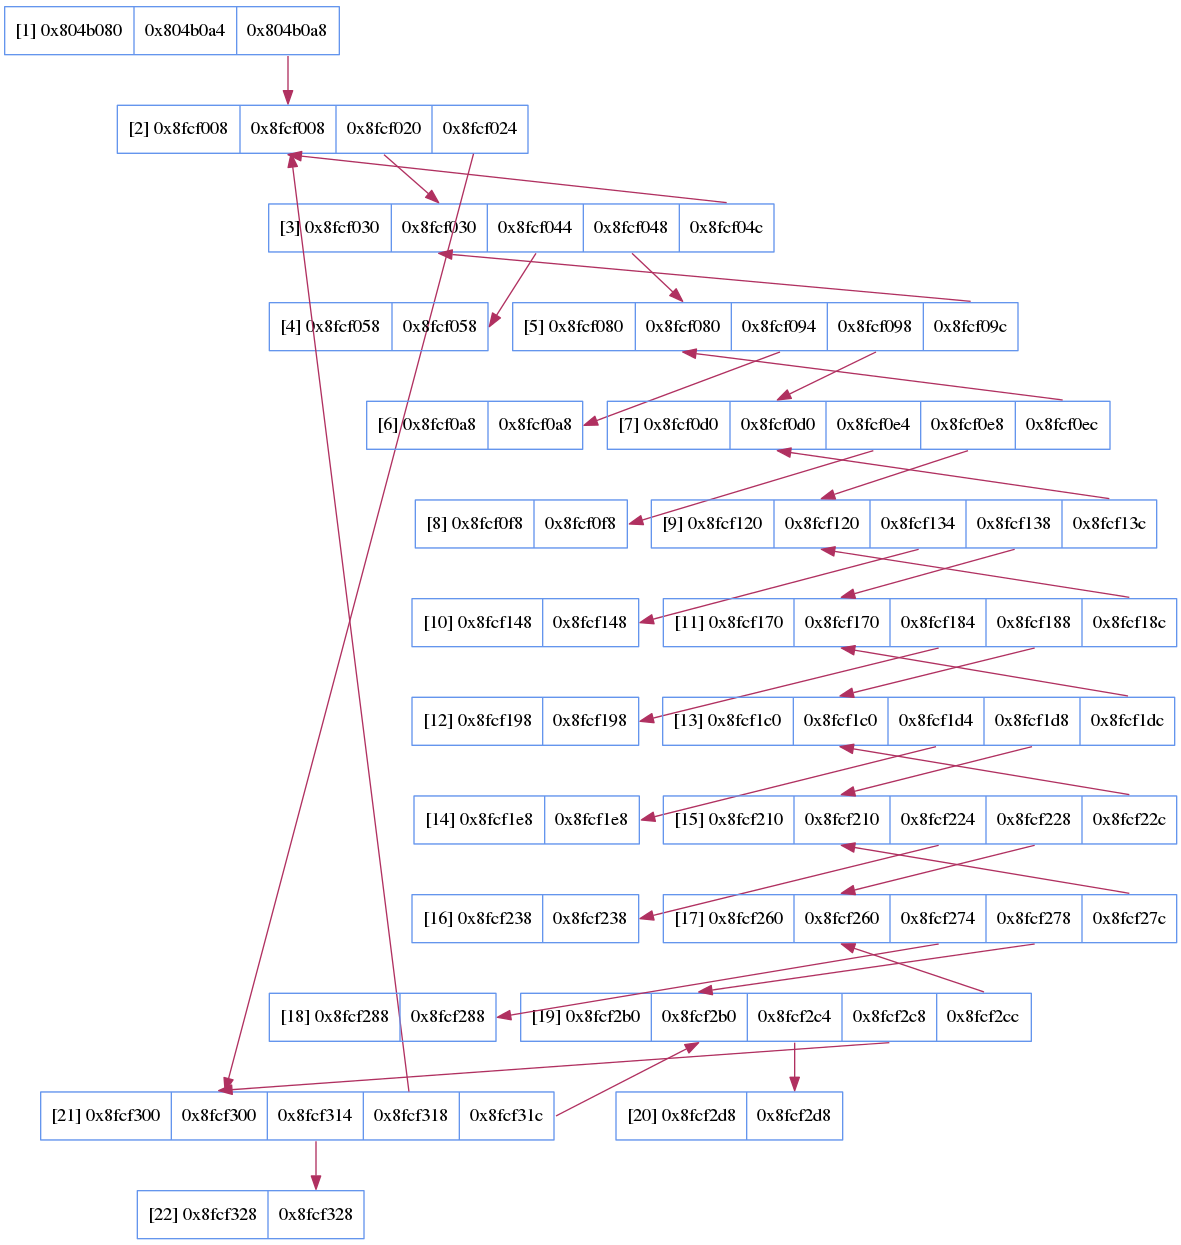 [1] 0x804b080 0x804b0a4 0x804b0a8
[2] 0x8fcf008 0x8fcf008 0x8fcf020 0x8fcf024
[3] 0x8fcf030 0x8fcf030 0x8fcf044 0x8fcf048 0x8fcf04c
[4] 0x8fcf058 0x8fcf058 [5] 0x8fcf080 0x8fcf080 0x8fcf094 0x8fcf098 0x8fcf09c
[6] 0x8fcf0a8 0x8fcf0a8 [7] 0x8fcf0d0 0x8fcf0d0 0x8fcf0e4 0x8fcf0e8 0x8fcf0ec
[8] 0x8fcf0f8 0x8fcf0f8 [9] 0x8fcf120 0x8fcf120 0x8fcf134 0x8fcf138 0x8fcf13c
[10] 0x8fcf148 0x8fcf148 [11] 0x8fcf170 0x8fcf170 0x8fcf184 0x8fcf188 0x8fcf18c
[12] 0x8fcf198 0x8fcf198 [13] 0x8fcf1c0 0x8fcf1c0 0x8fcf1d4 0x8fcf1d8 0x8fcf1dc
[14] 0x8fcf1e8 0x8fcf1e8 [15] 0x8fcf210 0x8fcf210 0x8fcf224 0x8fcf228 0x8fcf22c
[16] 0x8fcf238 0x8fcf238 [17] 0x8fcf260 0x8fcf260 0x8fcf274 0x8fcf278 0x8fcf27c
[18] 0x8fcf288 0x8fcf288 [19] 0x8fcf2b0 0x8fcf2b0 0x8fcf2c4 0x8fcf2c8 0x8fcf2cc
[21] 0x8fcf300 0x8fcf300 0x8fcf314 0x8fcf318 0x8fcf31c [20] 0x8fcf2d8 0x8fcf2d8
[22] 0x8fcf328 0x8fcf328